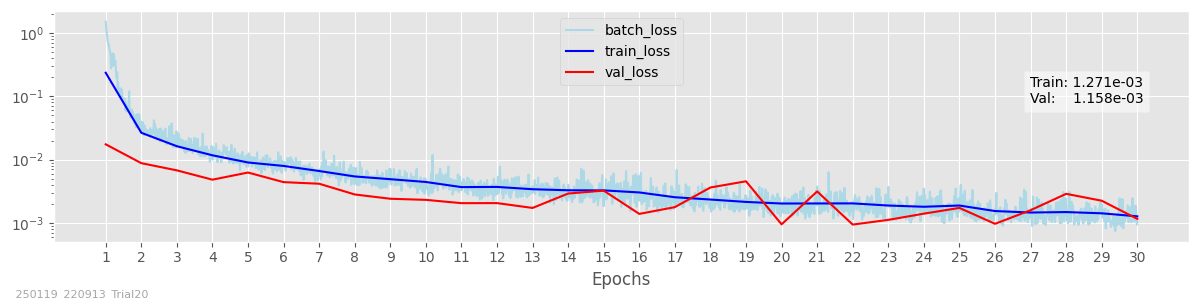 10⁰
10⁻¹
10⁻²
10⁻³
batch_loss
train_loss
val_loss
Train: 1.271e-03
Val: 1.158e-03
1 2 3 4 5 6 7 8 9 10 11 12 13 14 15 16 17 18 19 20 21 22 23 24 25 26 27 28 29 30
Epochs
250119_220913_Trial20